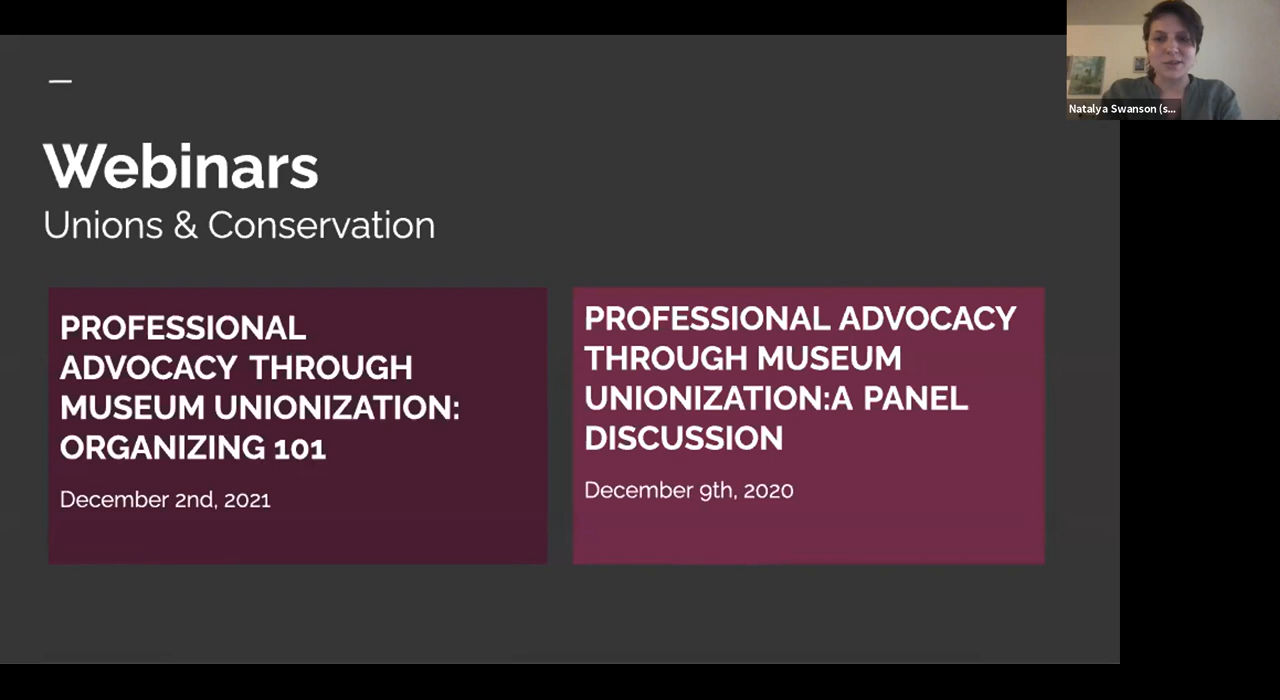 Webinars
Unions & Conservation
PROFESSIONAL
ADVOCACY THROUGH
MUSEUM UNIONIZATION:
ORGANIZING 101
December 2nd, 2021
PROFESSIONAL ADVOCACY
THROUGH MUSEUM
UNIONIZATION:A PANEL
DISCUSSION
December 9th, 2020
Natalya Swanson (s...